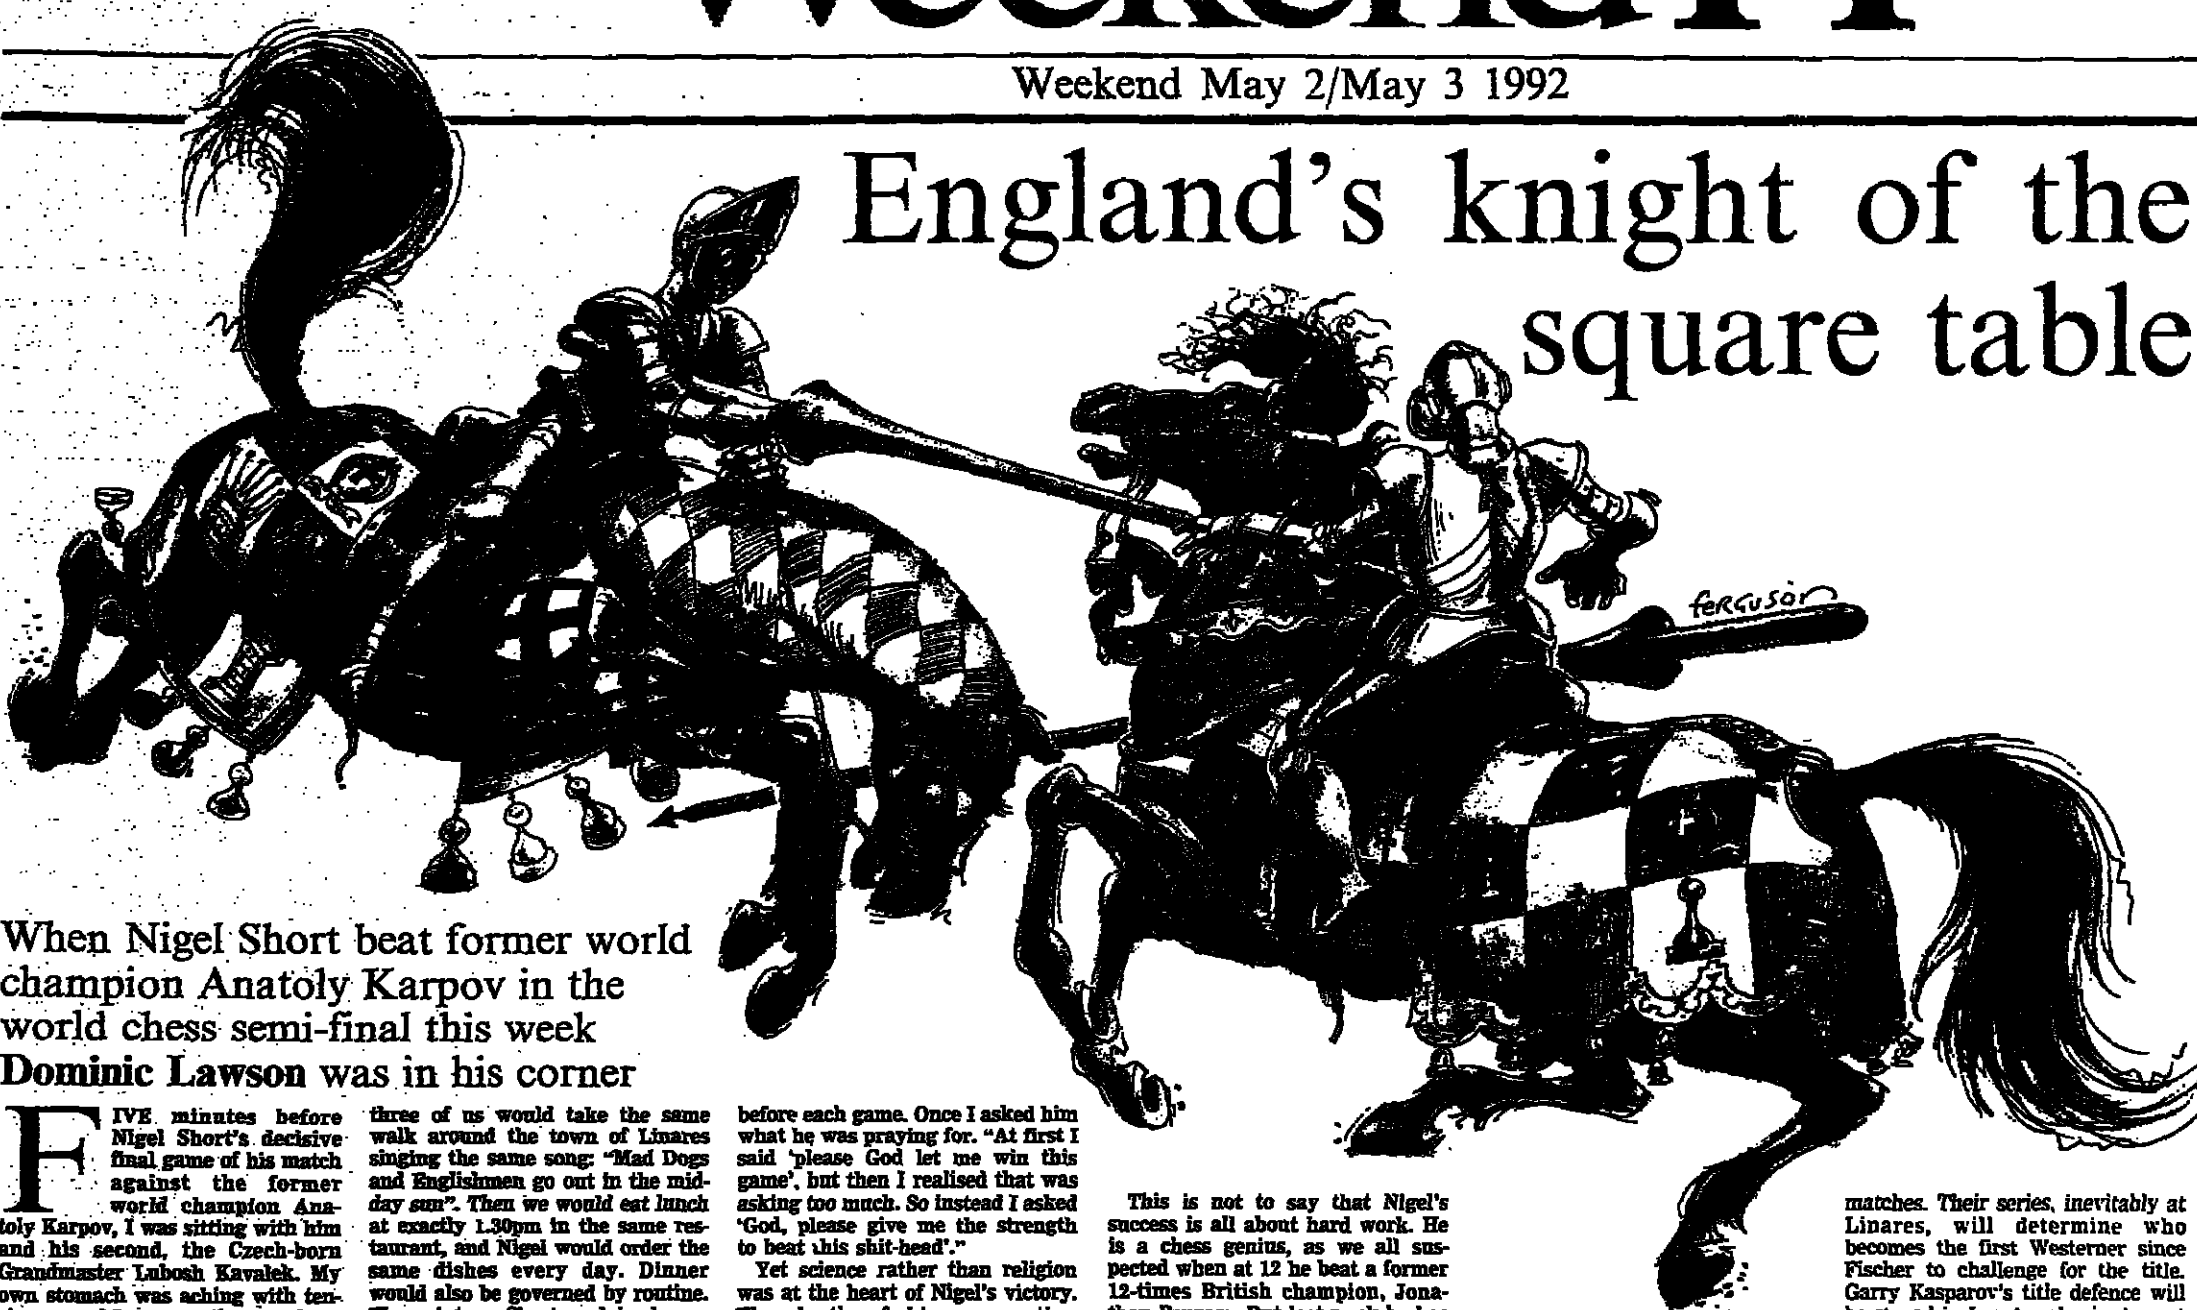 Weekend FT
Weekend May 2/May 3 1992
England's knight of the
square table
ferguson
When Nigel Short beat former world
champion Anatoly Karpov in the
world chess semi-final this week
Dominic Lawson was in his corner
FIVE minutes before
Nigel Short's decisive
final game of his match
against the former
world champion Ana-
toly Karpov, I was sitting with him
and his second, the Czech-born
Grandmaster Lubosh Kavalek. My
own stomach was aching with ten-
three of us would take the same
walk around the town of Linares
singing the same song: "Mad Dogs
and Englishmen go out in the mid-
day sun". Then we would eat lunch
at exactly 1.30pm in the same res-
taurant, and Nigel would order the
same dishes every day. Dinner
would also be governed by routine.
before each game. Once I asked him
what he was praying for. "At first I
said 'please God let me win this
game', but then I realised that was
asking too much. So instead I asked
'God, please give me the strength
to beat this shit-head'."
Yet science rather than religion
was at the heart of Nigel's victory.
This is not to say that Nigel's
success is all about hard work. He
is a chess genius, as we all sus-
pected when at 12 he beat a former
12-times British champion, Jona-
matches. Their series, inevitably at
Linares, will determine who
becomes the first Westerner since
Fischer to challenge for the title.
Garry Kasparov's title defence will